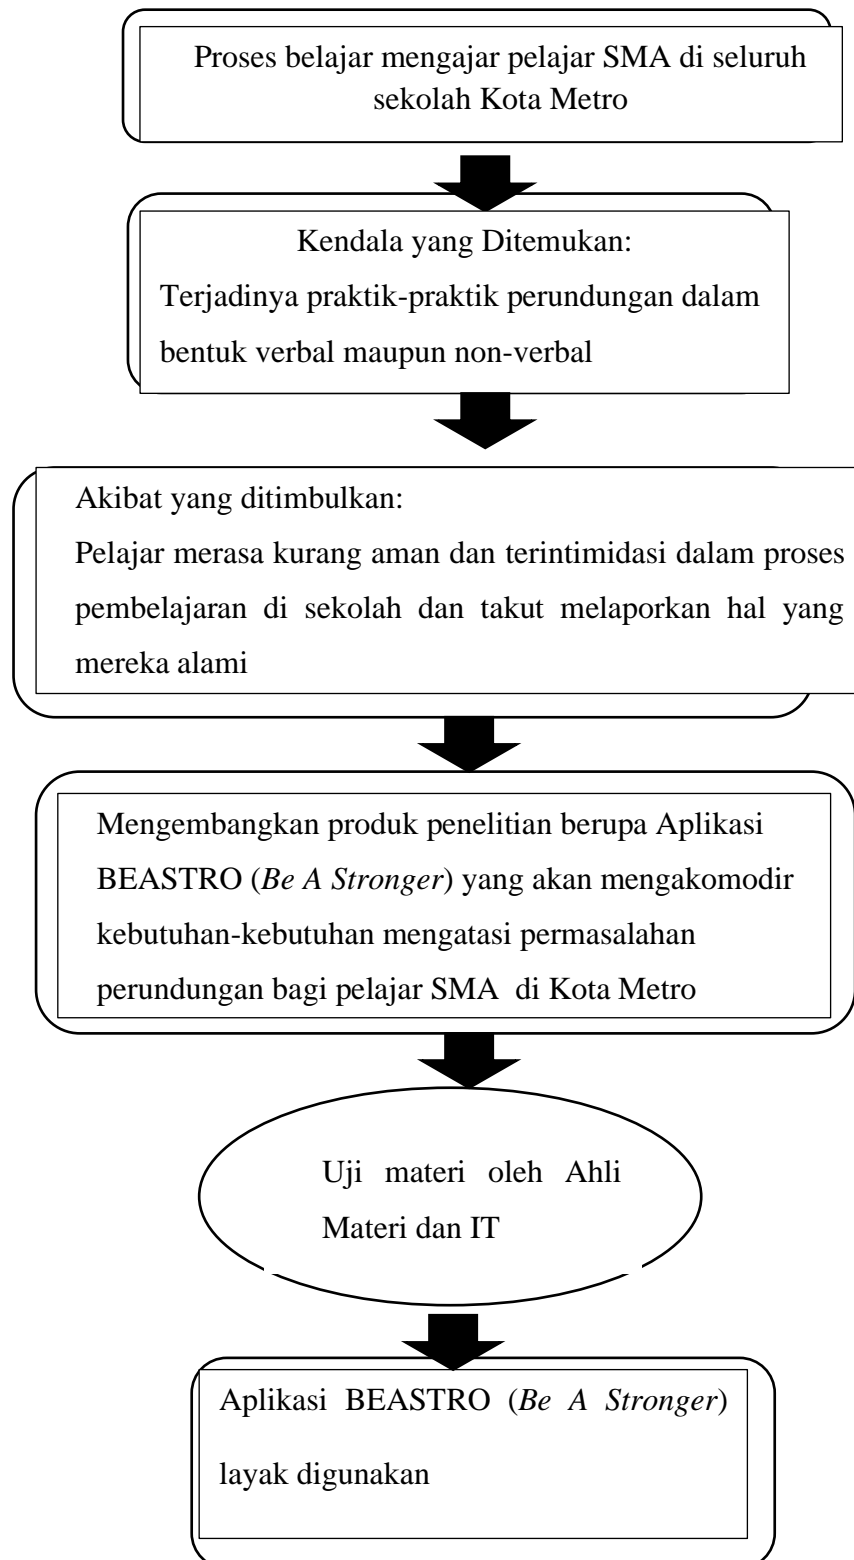 Proses belajar mengajar pelajar SMA di seluruh
sekolah Kota Metro
Kendala yang Ditemukan:
Terjadinya praktik-praktik perundungan dalam
bentuk verbal maupun non-verbal
Akibat yang ditimbulkan:
Pelajar merasa kurang aman dan terintimidasi dalam proses
pembelajaran di sekolah dan takut melaporkan hal yang
mereka alami
Mengembangkan produk penelitian berupa Aplikasi
BEASTRO (Be A Stronger) yang akan mengakomodir
kebutuhan-kebutuhan mengatasi permasalahan
perundungan bagi pelajar SMA di Kota Metro
Uji materi oleh Ahli
Materi dan IT
Aplikasi BEASTRO (Be A Stronger)
layak digunakan